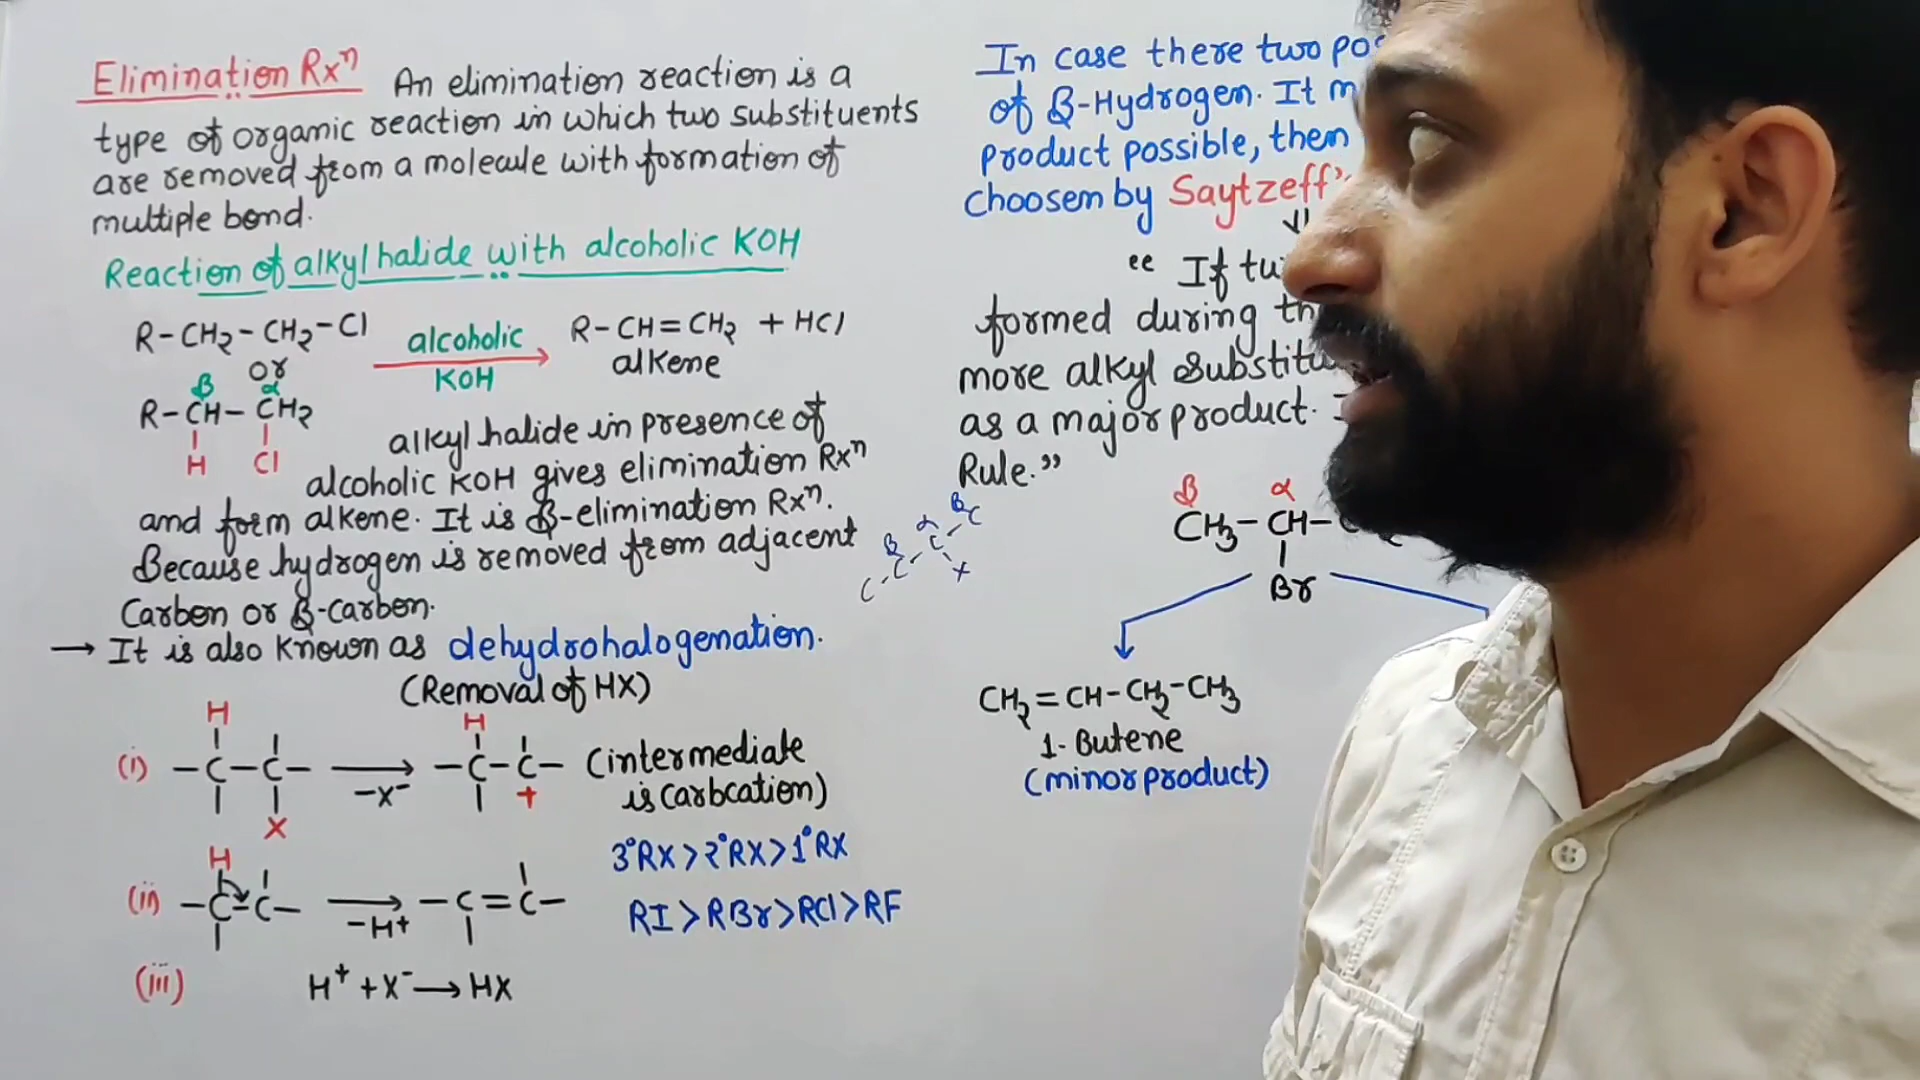 Elimination Rxⁿ An elimination reaction is a
type of organic reaction in which two substituents
are removed from a molecule with formation of
multiple bond.
Reaction of alkyl halide with alcoholic KOH
R-CH₂-CH₂-Cl alcoholic KOH R-CH=CH₂ + HCl
or alkene
β α
R-CH-CH₂
H Cl
alkyl halide in presence of
alcoholic KOH gives elimination Rxⁿ
and form alkene. It is β-elimination Rxⁿ.
Because hydrogen is removed from adjacent
Carbon or β-carbon.
→ It is also known as dehydrohalogenation.
(Removal of HX)
H H
(i) -C-C- → -C-C- (intermediate
-X⁻
X + is carbcation)
3°RX > 2°RX > 1°RX
H
(ii) -C-C- → -C=C-
-H⁺
RI > RBr > RCl > RF
(iii) H⁺ + X⁻ → HX
β α β
C C C C
X
In case there two
of β-Hydrogen. It
product possible, then
choosen by Saytzeff's
“ If
formed during
more alkyl
as a major product.
Rule.”
β α
CH₃-CH-
Br
CH₂=CH-CH₂-CH₃
1-Butene
(minor product)